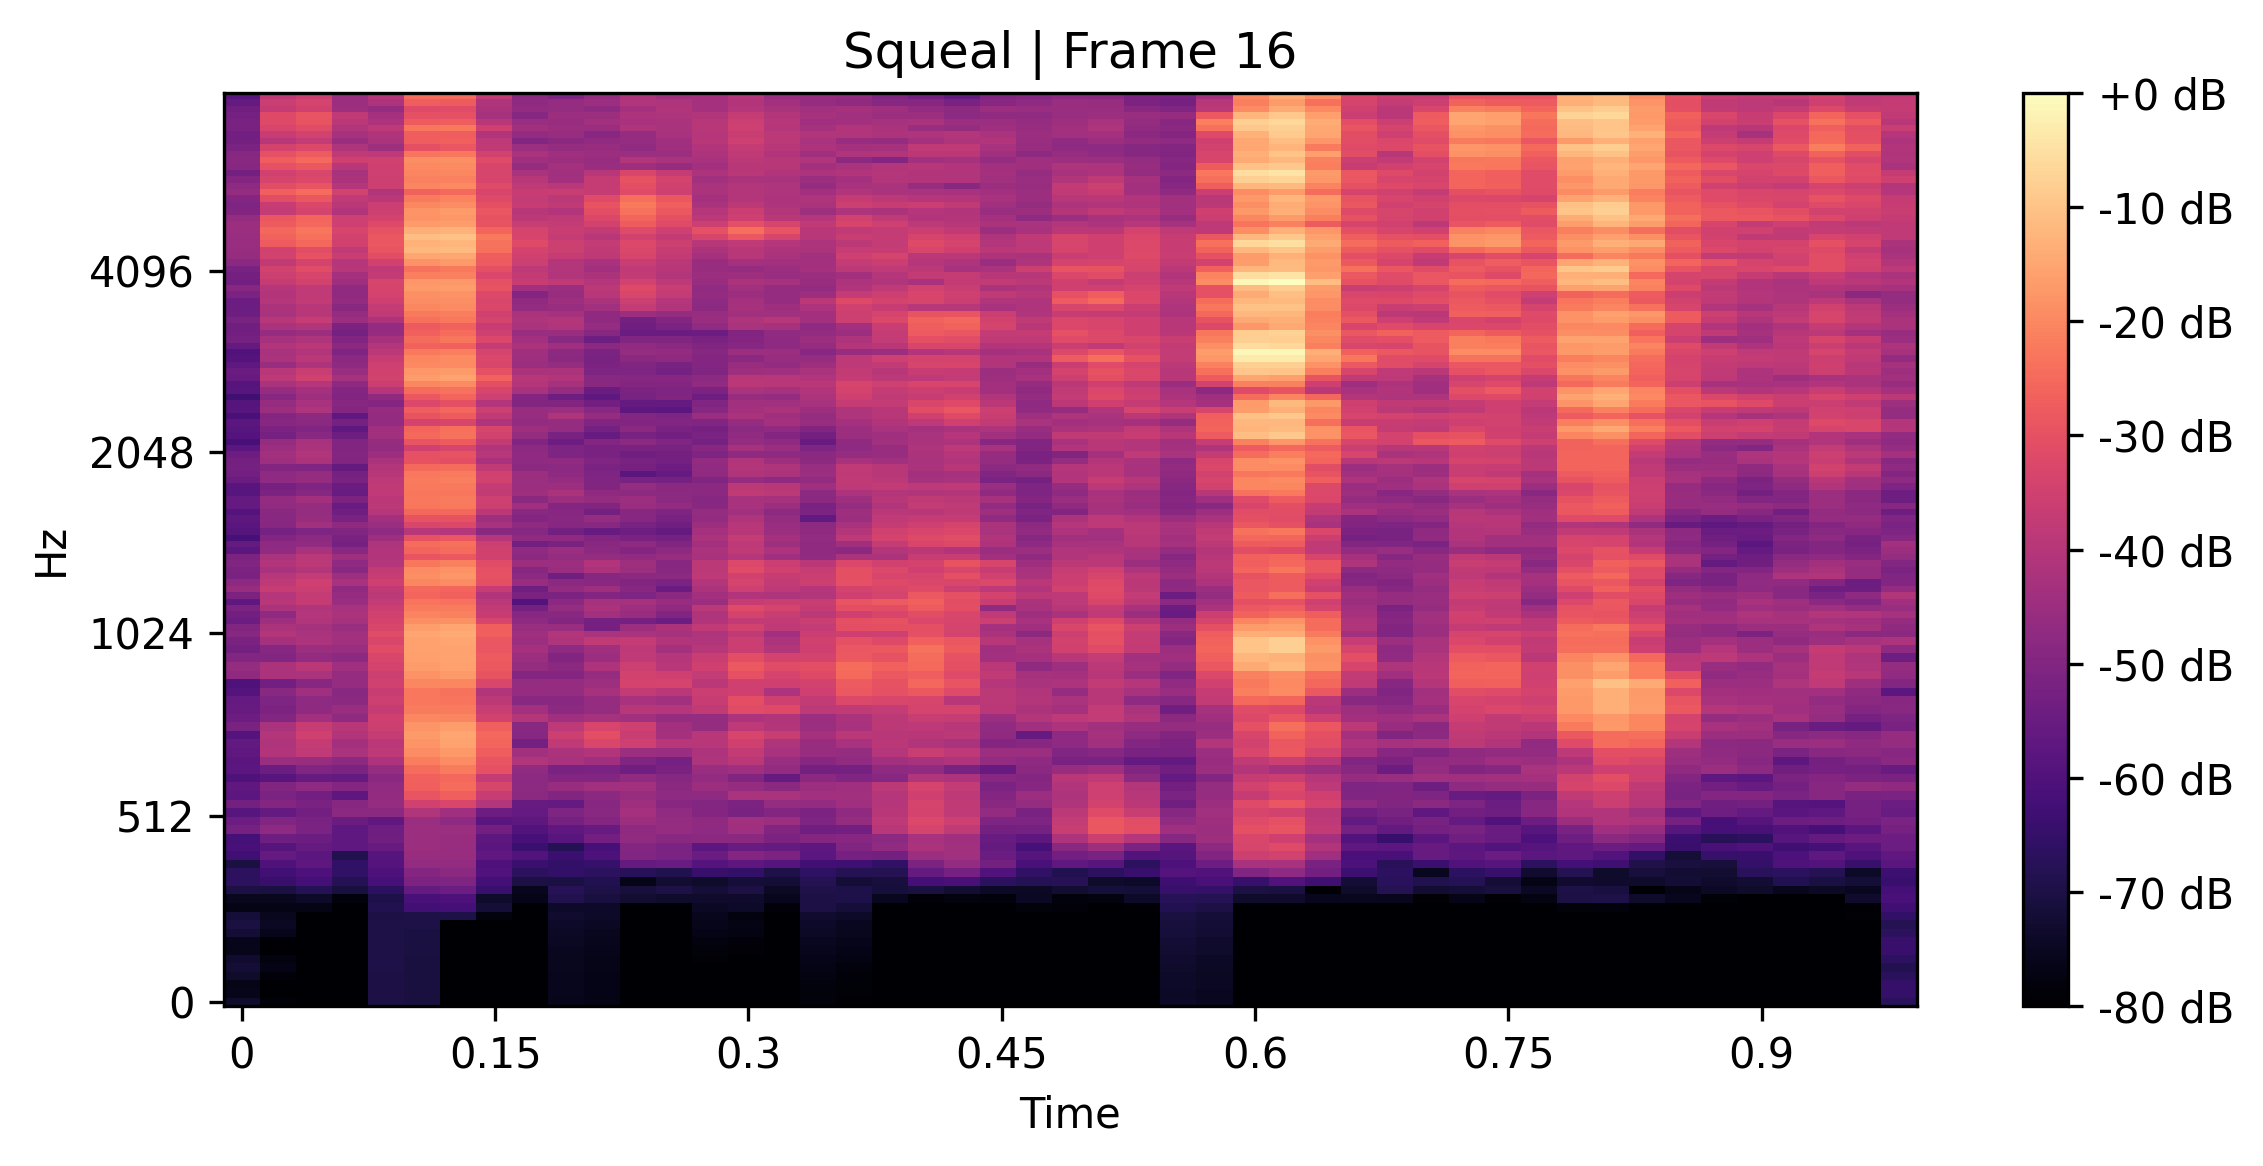 Squeal | Frame 16
Hz
4096
2048
1024
512
0
0 0.15 0.3 0.45 0.6 0.75 0.9
Time
+0 dB
-10 dB
-20 dB
-30 dB
-40 dB
-50 dB
-60 dB
-70 dB
-80 dB